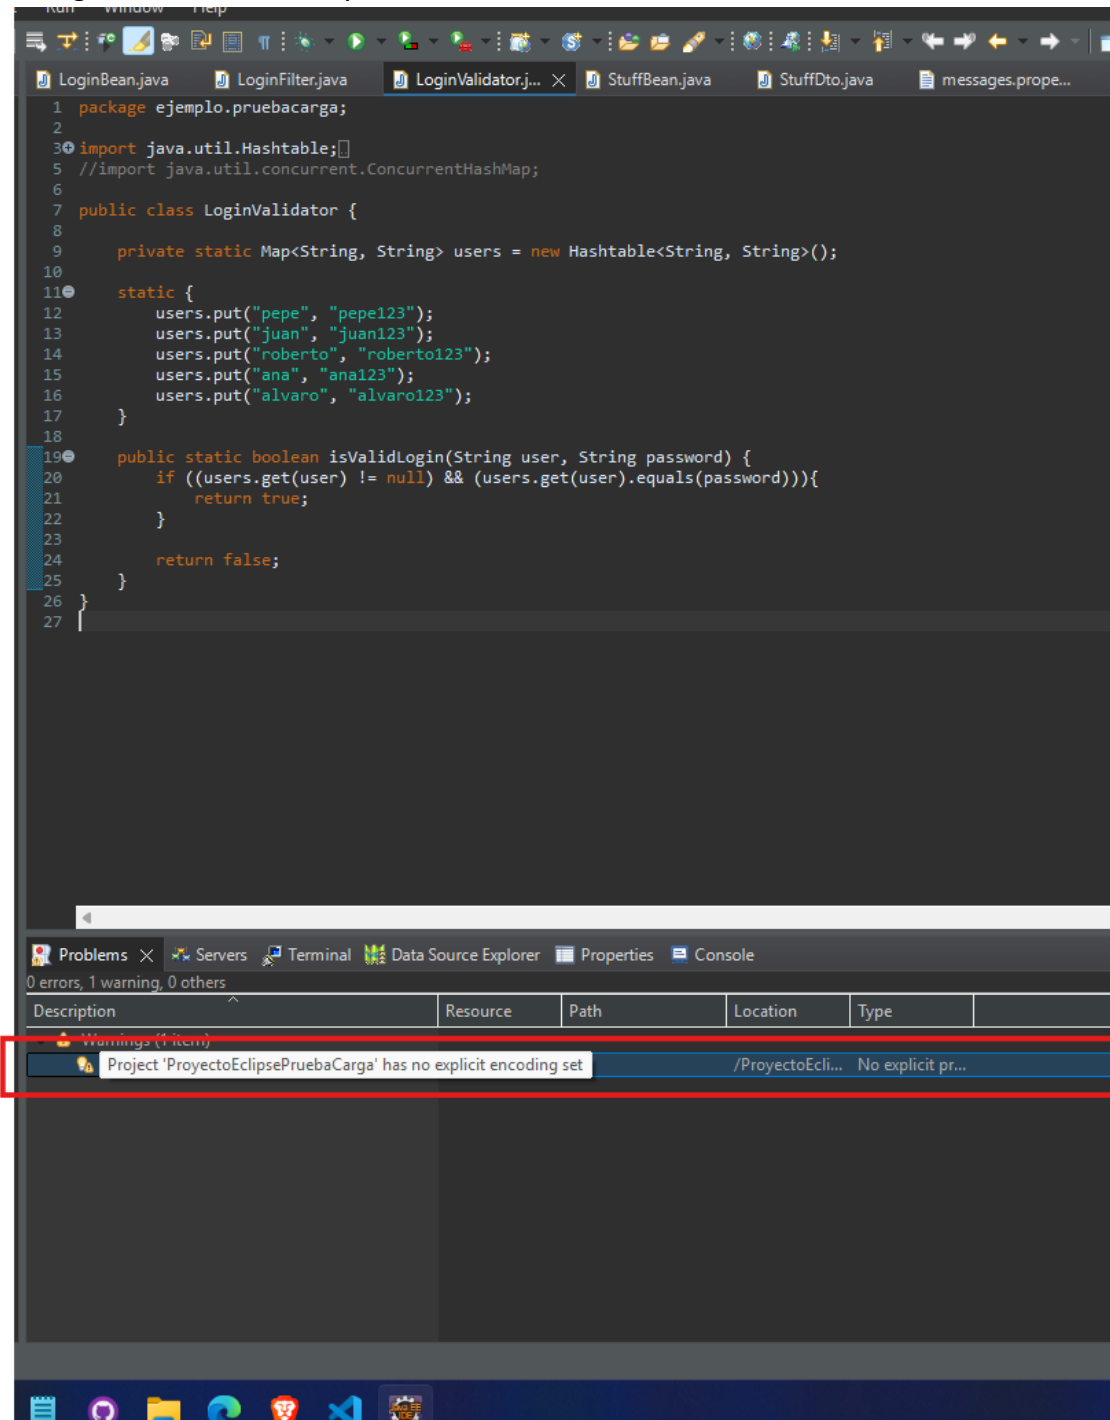 Run Window Help
LoginBean.java LoginFilter.java LoginValidator.j... StuffBean.java StuffDto.java messages.prope...
1 package ejemplo.pruebacarga;
2
3 import java.util.Hashtable;
5 //import java.util.concurrent.ConcurrentHashMap;
6
7 public class LoginValidator {
8
9 private static Map<String, String> users = new Hashtable<String, String>();
10
11 static {
12 users.put("pepe", "pepe123");
13 users.put("juan", "juan123");
14 users.put("roberto", "roberto123");
15 users.put("ana", "ana123");
16 users.put("alvaro", "alvaro123");
17 }
18
19 public static boolean isValidLogin(String user, String password) {
20 if ((users.get(user) != null) && (users.get(user).equals(password))){
21 return true;
22 }
23
24 return false;
25 }
26 }
27
Problems Servers Terminal Data Source Explorer Properties Console
0 errors, 1 warning, 0 others
Description Resource Path Location Type
Warnings (1 item)
Project 'ProyectoEclipsePruebaCarga' has no explicit encoding set /ProyectoEcli... No explicit pr...